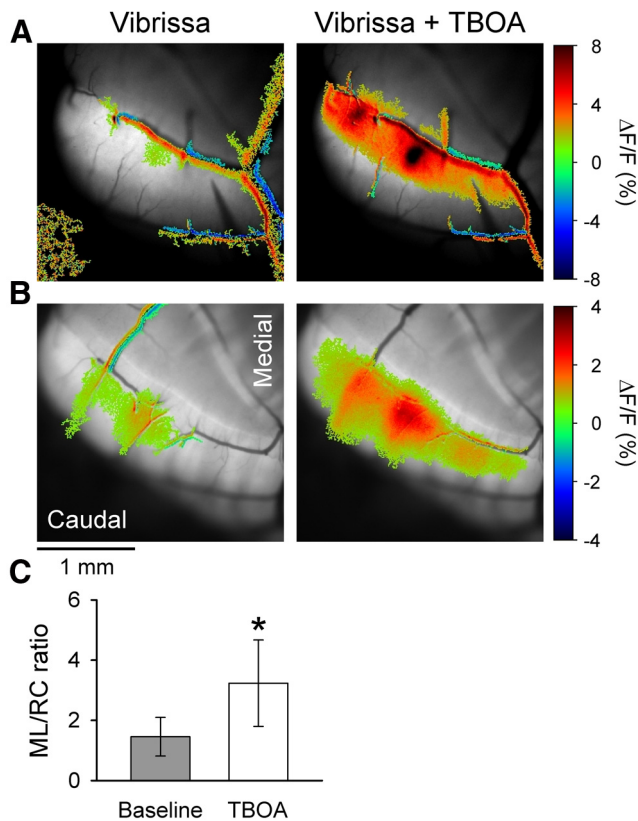 A
Vibrissa
Vibrissa + TBOA
8
4
0
-4
-8
ΔF/F (%)
B
Medial
Caudal
4
2
0
-2
-4
ΔF/F (%)
1 mm
C
6
4
2
0
ML/RC ratio
*
Baseline
TBOA